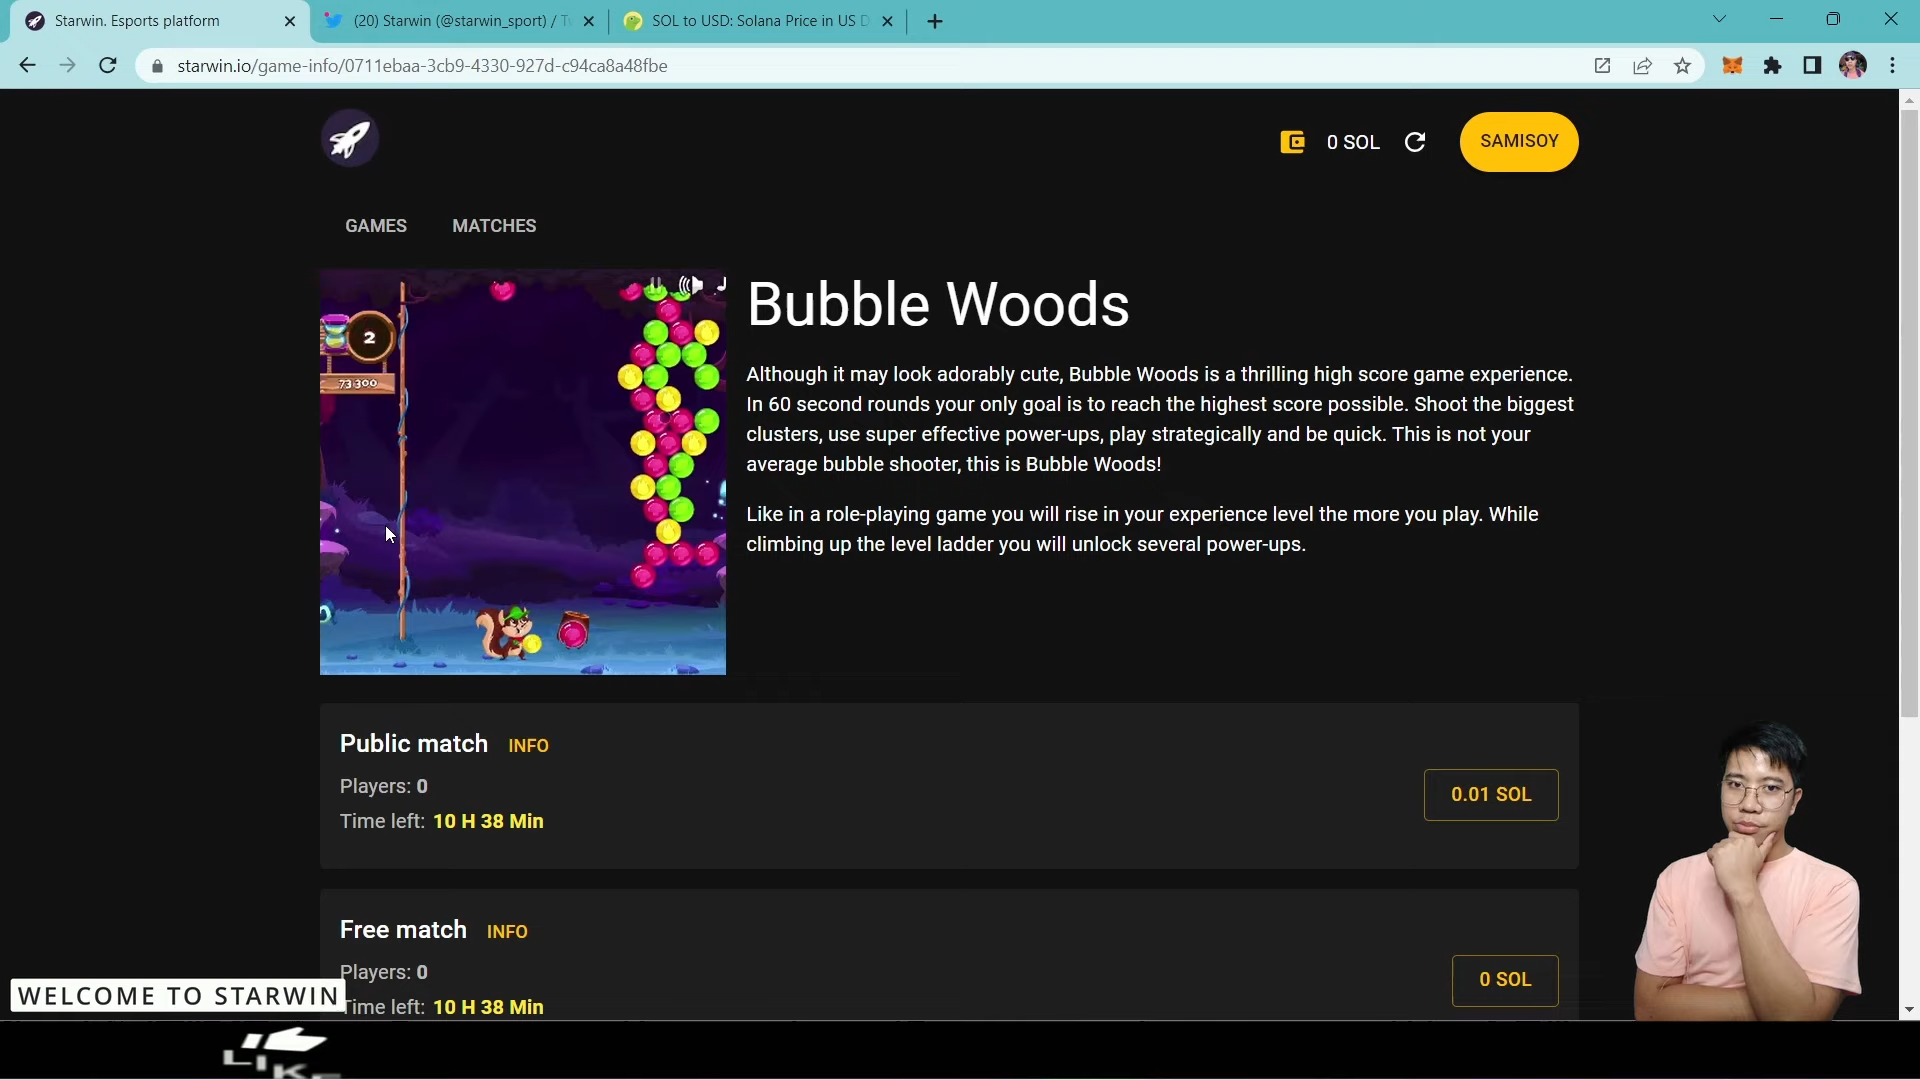 Starwin. Esports platform
(20) Starwin (@starwin_sport) /
SOL to USD: Solana Price in US
starwin.io/game-info/0711ebaa-3cb9-4330-927d-c94ca8a48fbe
0 SOL
SAMISOY
GAMES
MATCHES
2
73 300
Bubble Woods
Although it may look adorably cute, Bubble Woods is a thrilling high score game experience.
In 60 second rounds your only goal is to reach the highest score possible. Shoot the biggest
clusters, use super effective power-ups, play strategically and be quick. This is not your
average bubble shooter, this is Bubble Woods!
Like in a role-playing game you will rise in your experience level the more you play. While
climbing up the level ladder you will unlock several power-ups.
Public match INFO
Players: 0
Time left: 10 H 38 Min
0.01 SOL
Free match INFO
Players: 0
Time left: 10 H 38 Min
0 SOL
WELCOME TO STARWIN
LIKE